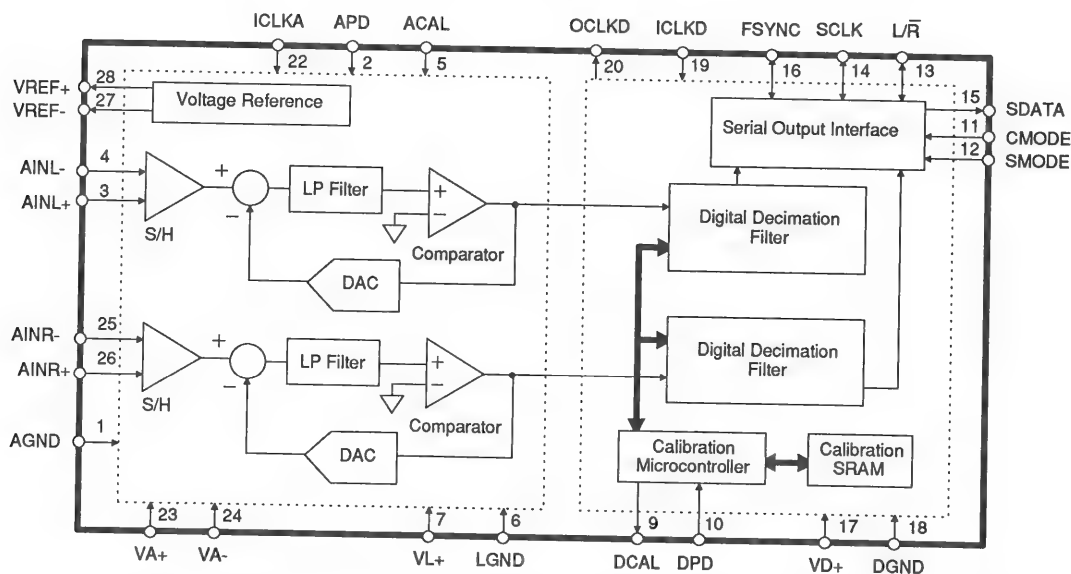 ICLKA APD ACAL OCLKD ICLKD FSYNC SCLK L/R̅
22 2 5 20 19 16 14 13
VREF+ 28
VREF- 27
Voltage Reference
15 SDATA
11 CMODE
12 SMODE
Serial Output Interface
AINL- 4
AINL+ 3
S/H
+
−
LP Filter
+
−
Comparator
DAC
Digital Decimation
Filter
AINR- 25
AINR+ 26
S/H
+
−
LP Filter
+
−
Comparator
DAC
Digital Decimation
Filter
AGND 1
Calibration
Microcontroller
Calibration
SRAM
23 24 7 6 9 10 17 18
VA+ VA- VL+ LGND DCAL DPD VD+ DGND